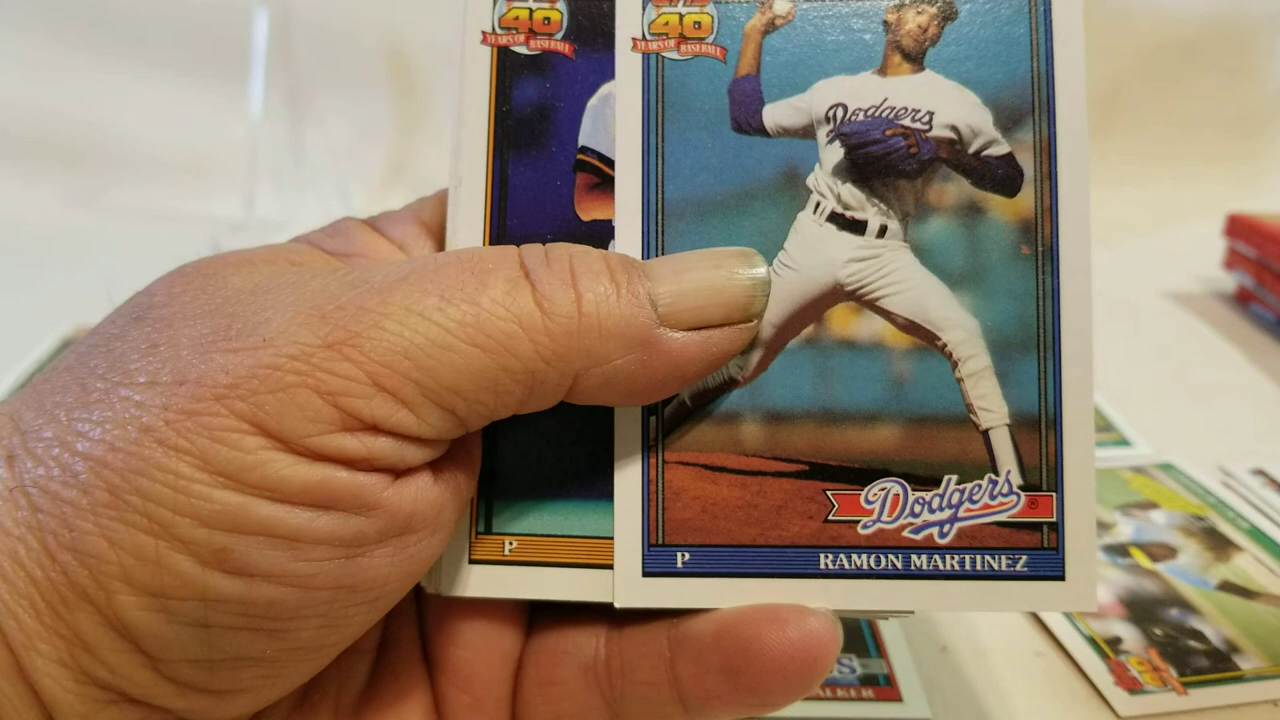 40
YEARS OF BASEBALL
40
YEARS OF BASEBALL
Dodgers
Dodgers
P
P RAMON MARTINEZ
ALKER